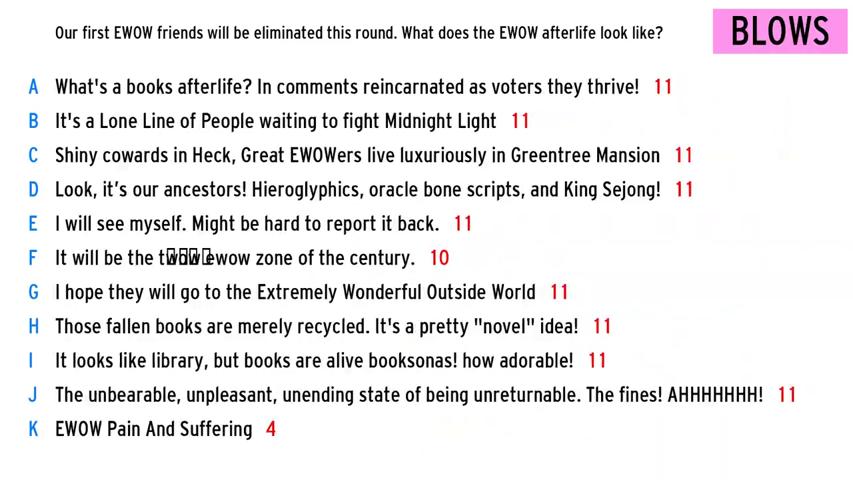 Our first EWOW friends will be eliminated this round. What does the EWOW afterlife look like?
BLOWS
A What's a books afterlife? In comments reincarnated as voters they thrive! 11
B It's a Lone Line of People waiting to fight Midnight Light 11
C Shiny cowards in Heck, Great EWOWers live luxuriously in Greentree Mansion 11
D Look, it’s our ancestors! Hieroglyphics, oracle bone scripts, and King Sejong! 11
E I will see myself. Might be hard to report it back. 11
F It will be the ewow zone of the century. 10
G I hope they will go to the Extremely Wonderful Outside World 11
H Those fallen books are merely recycled. It's a pretty "novel" idea! 11
I It looks like library, but books are alive booksonas! how adorable! 11
J The unbearable, unpleasant, unending state of being unreturnable. The fines! AHHHHHHH! 11
K EWOW Pain And Suffering 4